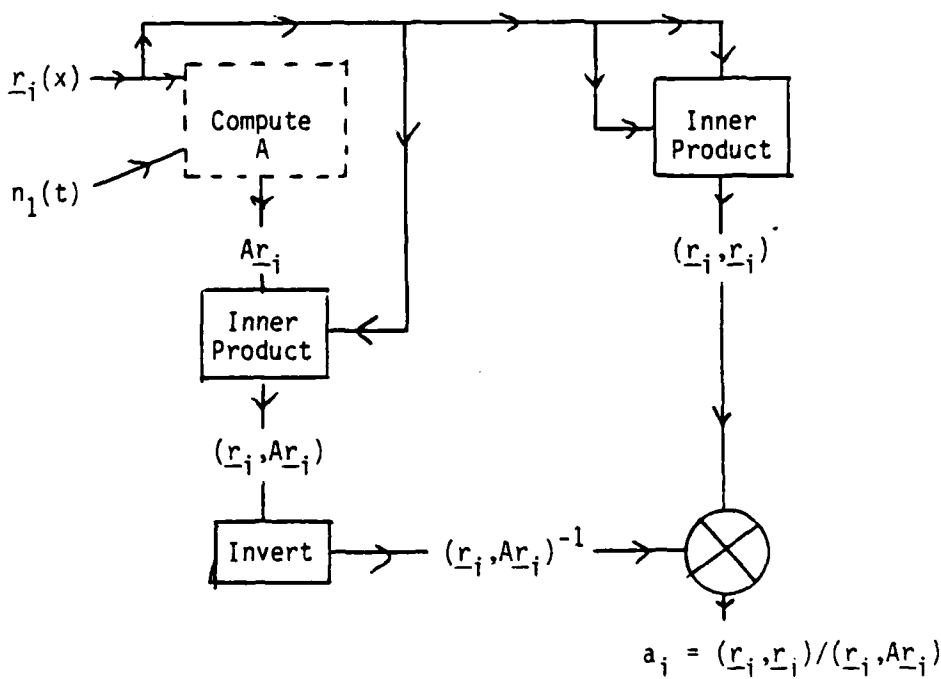 r_i(x)
Compute
A
n_1(t)
Inner
Product
Ar_i
(r_i,r_i)
Inner
Product
(r_i,Ar_i)
Invert
(r_i,Ar_i)^-1
a_i = (r_i,r_i)/(r_i,Ar_i)